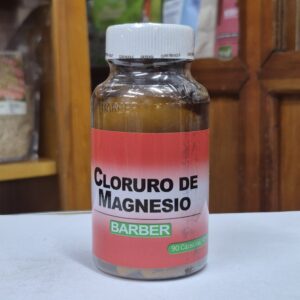 CLORURO DE
MAGNESIO
BARBER
90